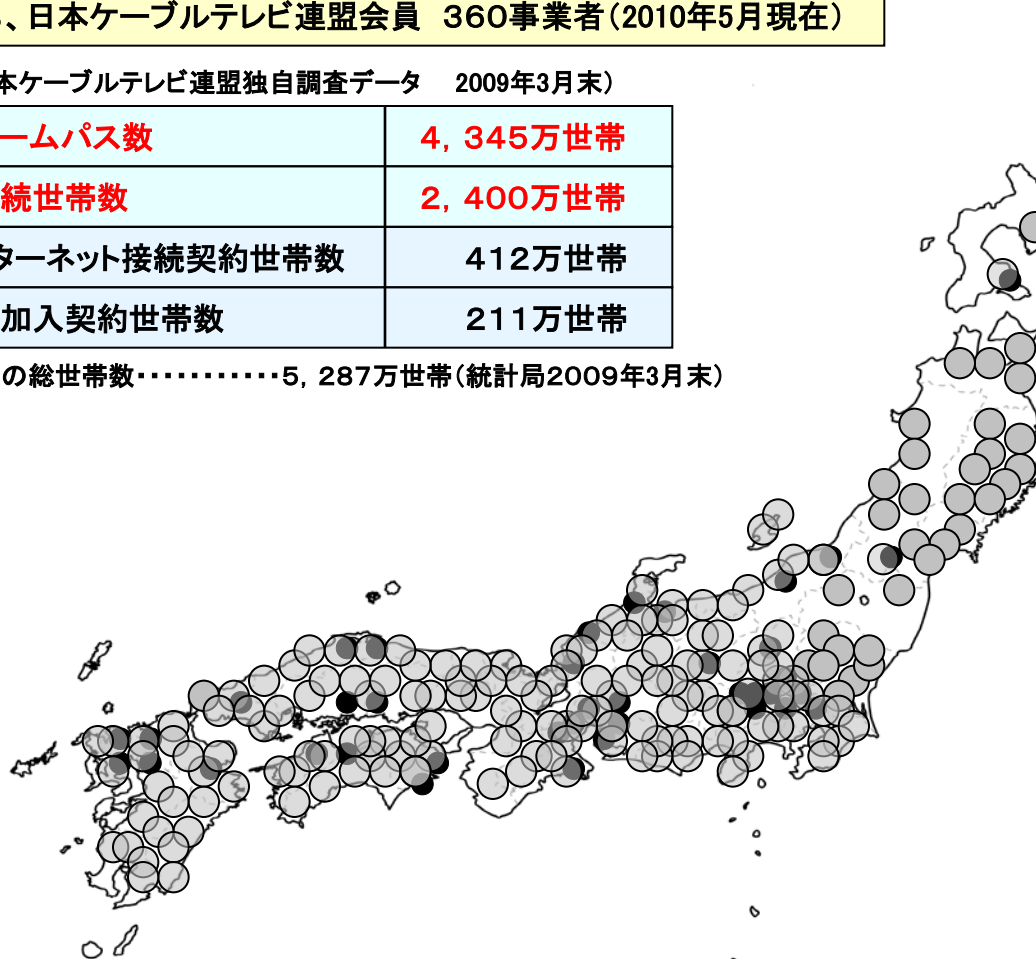 、日本ケーブルテレビ連盟会員　３６０事業者（2010年5月現在）
本ケーブルテレビ連盟独自調査データ　2009年3月末）
ームパス数　４，３４５万世帯
続世帯数　２，４００万世帯
ターネット接続契約世帯数　４１２万世帯
加入契約世帯数　２１１万世帯
の総世帯数・・・・・・・・・・・５，２８７万世帯（統計局２００９年3月末）